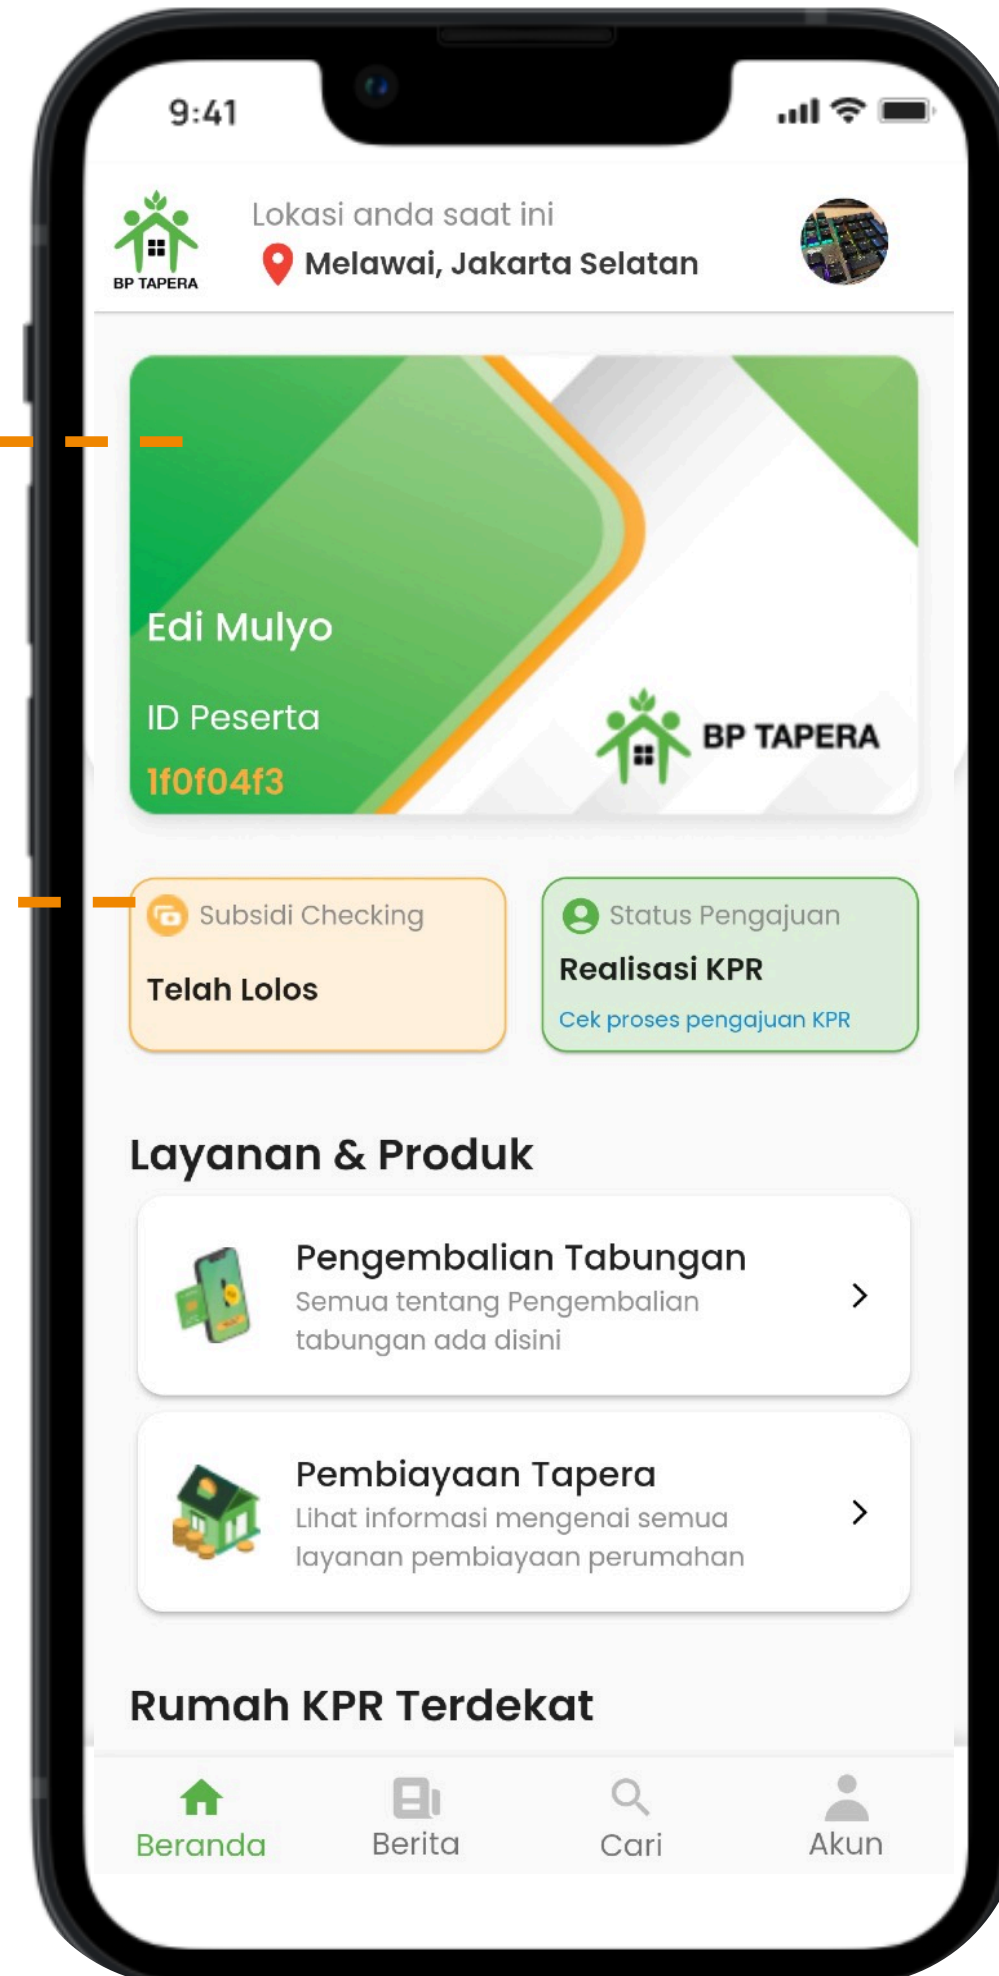 9:41
BP TAPERA
Lokasi anda saat ini
Melawai, Jakarta Selatan
Edi Mulyo
ID Peserta
1f0f04f3
BP TAPERA
Subsidi Checking
Telah Lolos
Status Pengajuan
Realisasi KPR
Cek proses pengajuan KPR
Layanan & Produk
Pengembalian Tabungan
Semua tentang Pengembalian
tabungan ada disini
Pembiayaan Tapera
Lihat informasi mengenai semua
layanan pembiayaan perumahan
Rumah KPR Terdekat
Beranda
Berita
Cari
Akun